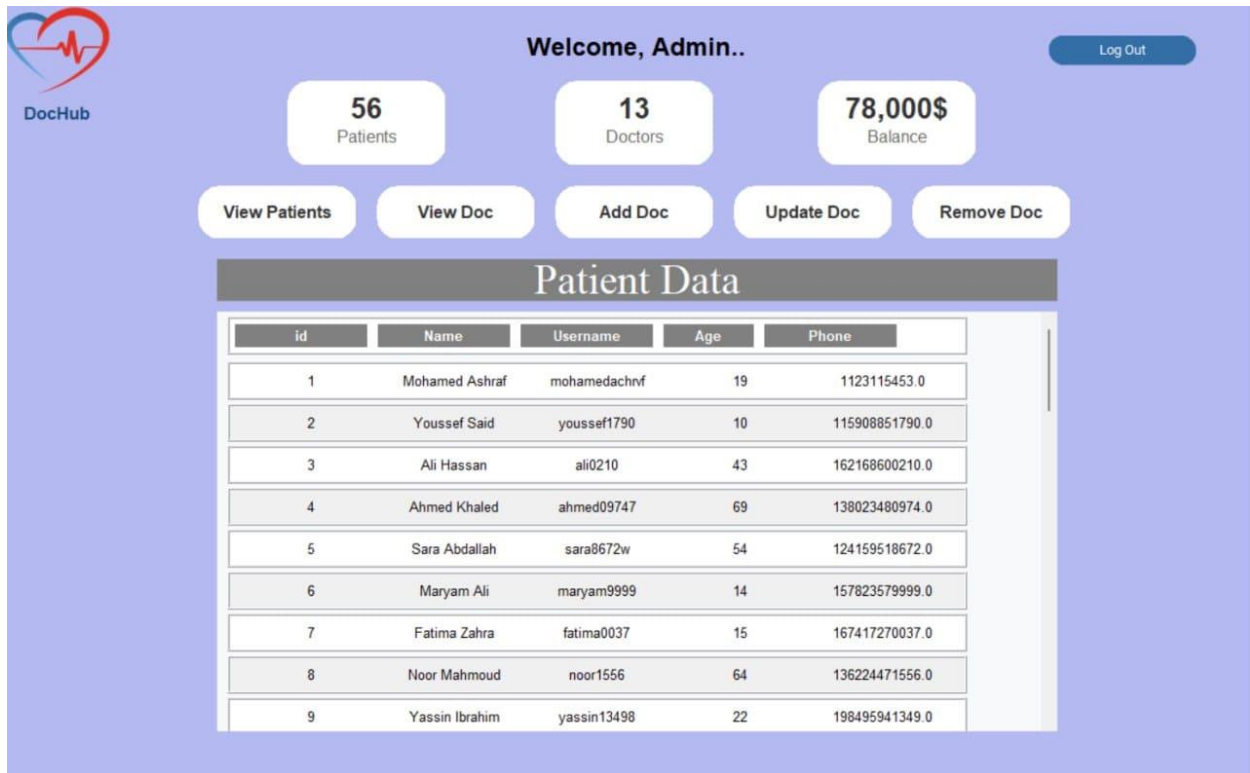 Welcome, Admin..
Log Out
DocHub
56
Patients
13
Doctors
78,000$
Balance
View Patients View Doc Add Doc Update Doc Remove Doc
Patient Data
id Name Username Age Phone
1 Mohamed Ashraf mohamedachrvf 19 1123115453.0
2 Youssef Said youssef1790 10 115908851790.0
3 Ali Hassan ali0210 43 162168600210.0
4 Ahmed Khaled ahmed09747 69 138023480974.0
5 Sara Abdallah sara8672w 54 124159518672.0
6 Maryam Ali maryam9999 14 157823579999.0
7 Fatima Zahra fatima0037 15 167417270037.0
8 Noor Mahmoud noor1556 64 136224471556.0
9 Yassin Ibrahim yassin13498 22 198495941349.0